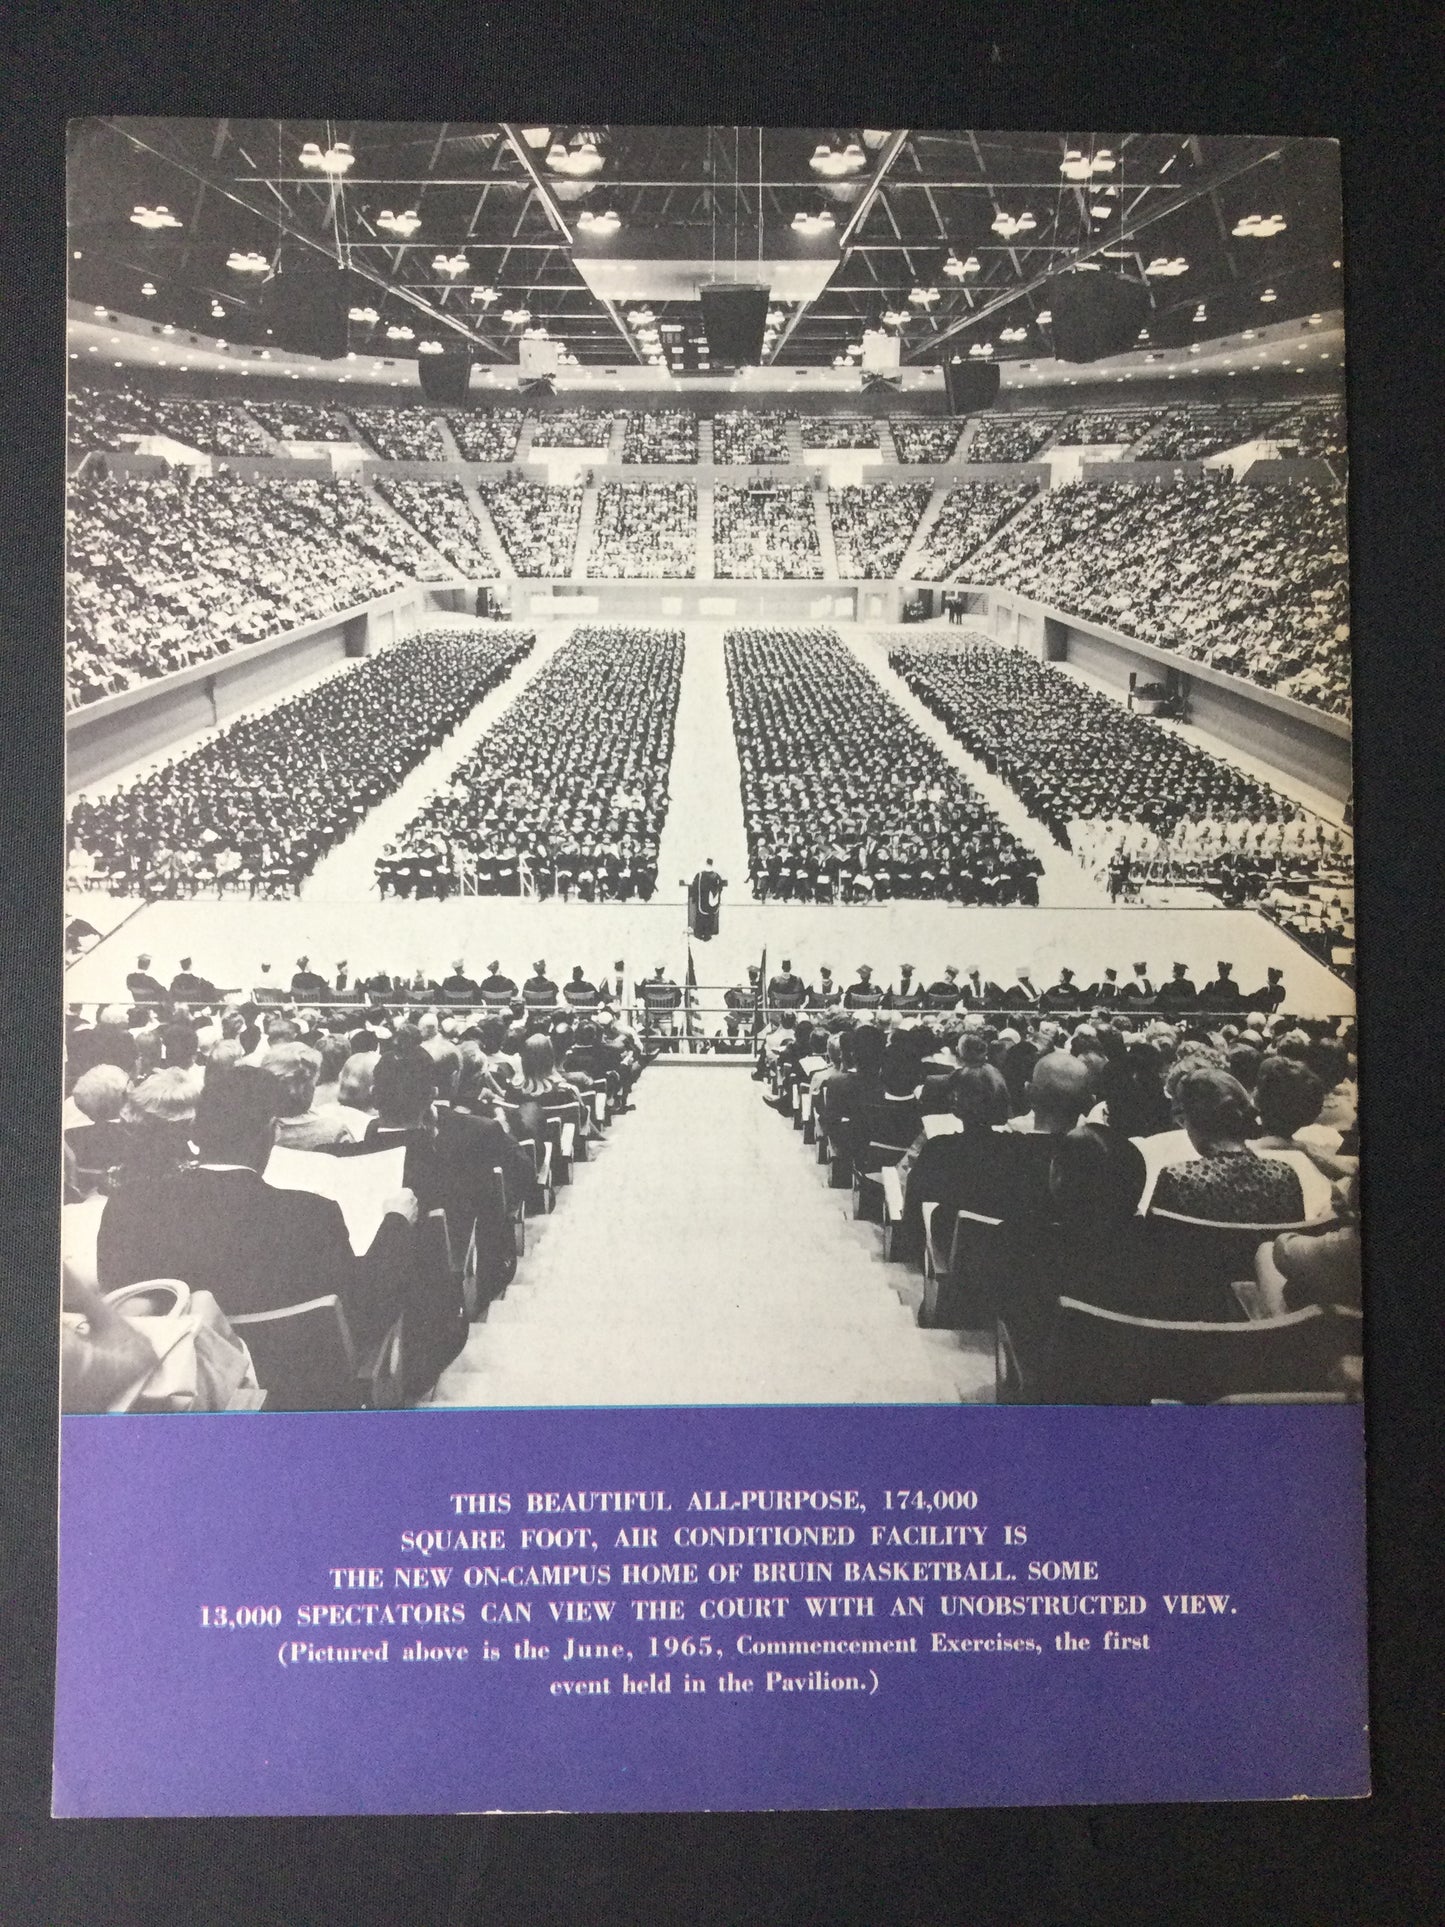 THIS BEAUTIFUL ALL-PURPOSE, 174,000
SQUARE FOOT, AIR CONDITIONED FACILITY IS
THE NEW ON-CAMPUS HOME OF BRUIN BASKETBALL. SOME
13,000 SPECTATORS CAN VIEW THE COURT WITH AN UNOBSTRUCTED VIEW.
(Pictured above is the June, 1965, Commencement Exercises, the first
event held in the Pavilion.)